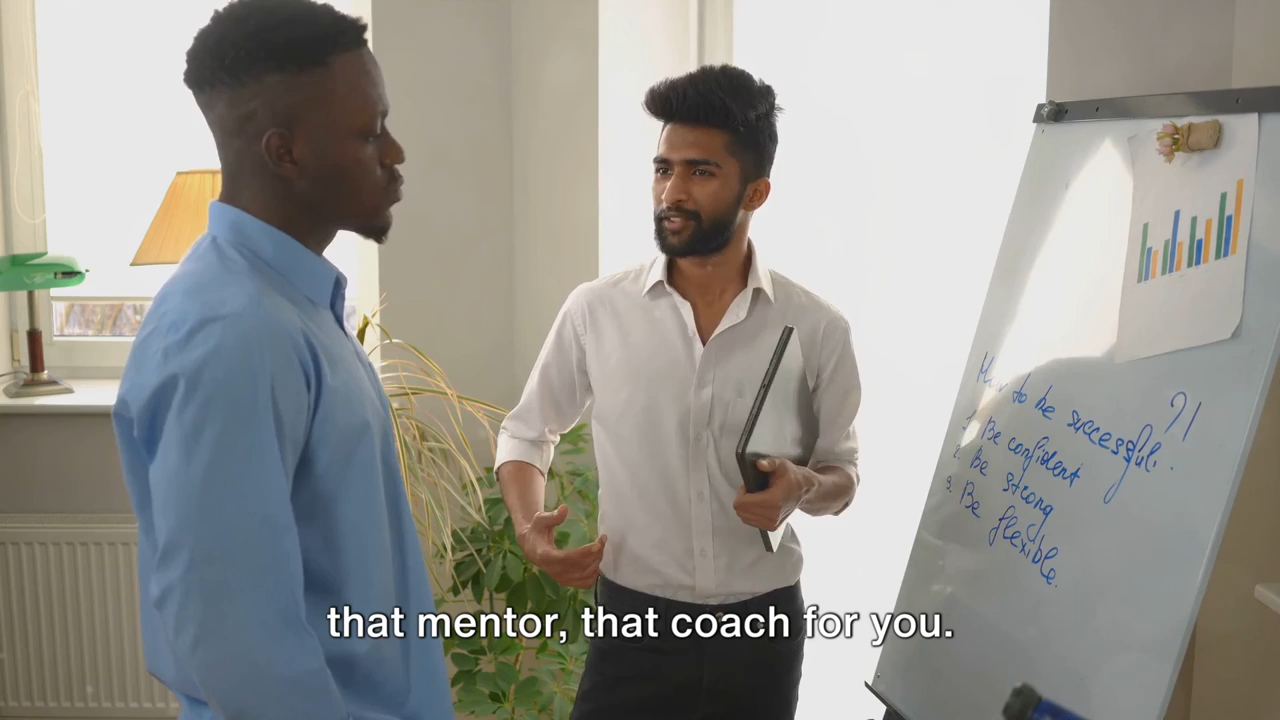 How to be successful?!
1. Be confident
2. Be strong
3. Be flexible.
that mentor, that coach for you.